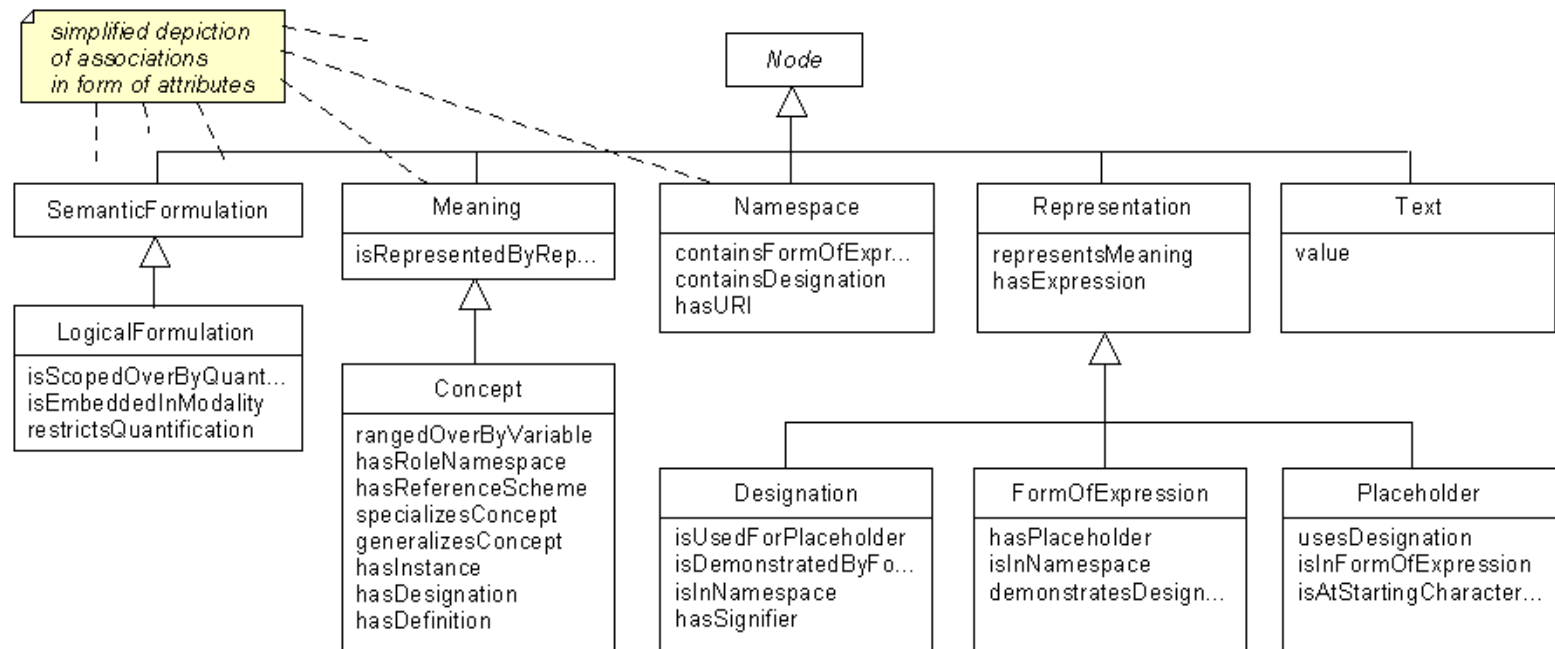 simplified depiction
of associations
in form of attributes
Node
SemanticFormulation
Meaning
isRepresentedByRep...
Namespace
containsFormOfExpr...
containsDesignation
hasURI
Representation
representsMeaning
hasExpression
Text
value
LogicalFormulation
isScopedOverByQuant...
isEmbeddedInModality
restrictsQuantification
Concept
rangedOverByVariable
hasRoleNamespace
hasReferenceScheme
specializesConcept
generalizesConcept
hasInstance
hasDesignation
hasDefinition
Designation
isUsedForPlaceholder
isDemonstratedByFo...
isInNamespace
hasSignifier
FormOfExpression
hasPlaceholder
isInNamespace
demonstratesDesign...
Placeholder
usesDesignation
isInFormOfExpression
isAtStartingCharacter...